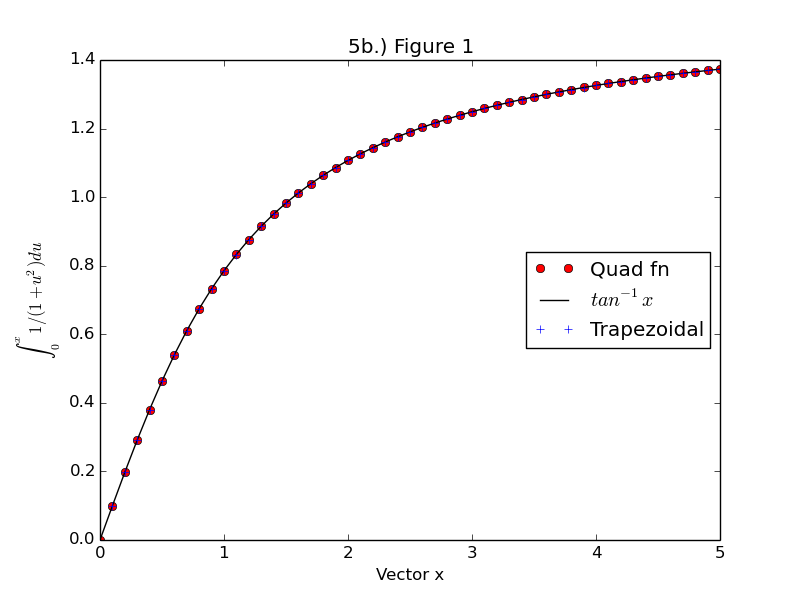 5b.) Figure 1
1.4
1.2
1.0
0.8
0.6
0.4
0.2
0.0
∫₀ˣ 1/(1+u²)du
Quad fn
tan⁻¹ x
Trapezoidal
0 1 2 3 4 5
Vector x